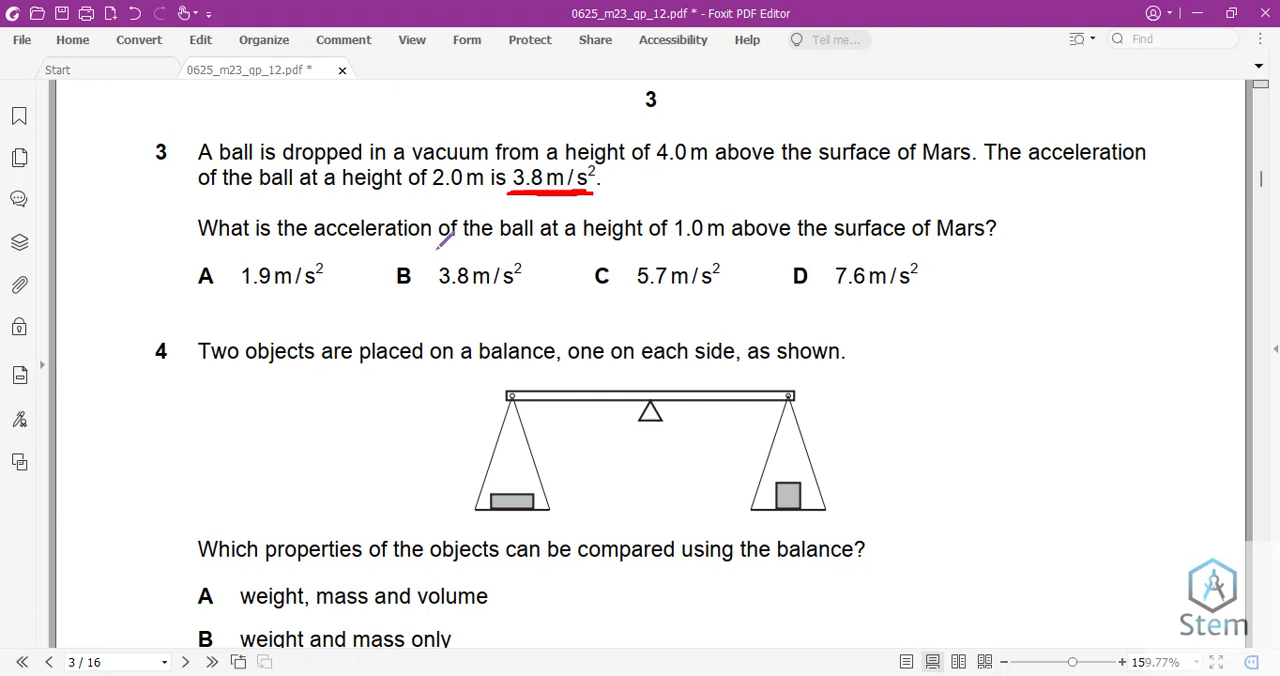 0625_m23_qp_12.pdf * - Foxit PDF Editor
File Home Convert Edit Organize Comment View Form Protect Share Accessibility Help Tell me... Find
Start 0625_m23_qp_12.pdf *
3
3 A ball is dropped in a vacuum from a height of 4.0 m above the surface of Mars. The acceleration
of the ball at a height of 2.0 m is 3.8 m / s².
What is the acceleration of the ball at a height of 1.0 m above the surface of Mars?
A 1.9 m / s² B 3.8 m / s² C 5.7 m / s² D 7.6 m / s²
4 Two objects are placed on a balance, one on each side, as shown.
Which properties of the objects can be compared using the balance?
A weight, mass and volume
B weight and mass only
Stem
3 / 16 159.77%